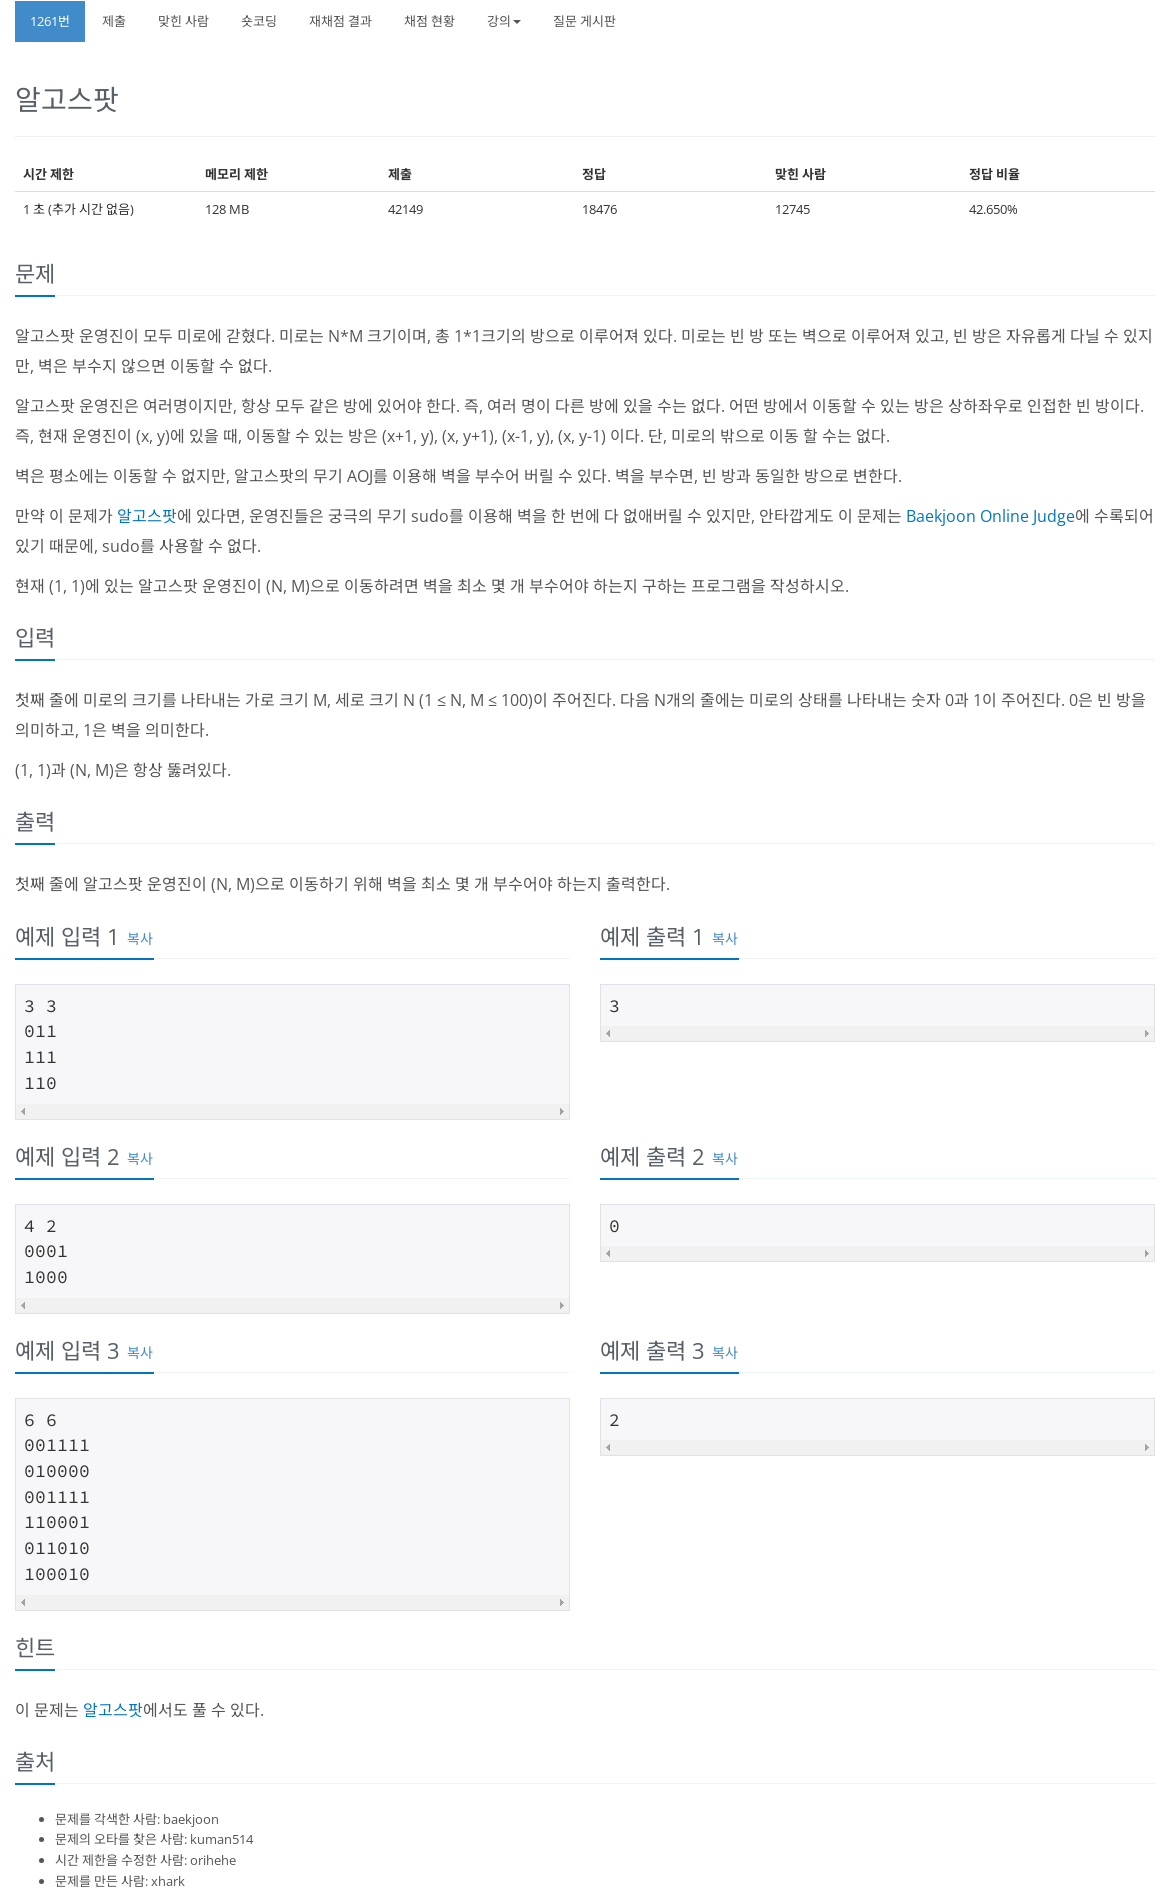 1261번 제출 맞힌 사람 숏코딩 재채점 결과 채점 현황 강의 질문 게시판
알고스팟
시간 제한 메모리 제한 제출 정답 맞힌 사람 정답 비율
1 초 (추가 시간 없음) 128 MB 42149 18476 12745 42.650%
문제
알고스팟 운영진이 모두 미로에 갇혔다. 미로는 N*M 크기이며, 총 1*1크기의 방으로 이루어져 있다. 미로는 빈 방 또는 벽으로 이루어져 있고, 빈 방은 자유롭게 다닐 수 있지
만, 벽은 부수지 않으면 이동할 수 없다.
알고스팟 운영진은 여러명이지만, 항상 모두 같은 방에 있어야 한다. 즉, 여러 명이 다른 방에 있을 수는 없다. 어떤 방에서 이동할 수 있는 방은 상하좌우로 인접한 빈 방이다.
즉, 현재 운영진이 (x, y)에 있을 때, 이동할 수 있는 방은 (x+1, y), (x, y+1), (x-1, y), (x, y-1) 이다. 단, 미로의 밖으로 이동 할 수는 없다.
벽은 평소에는 이동할 수 없지만, 알고스팟의 무기 AOJ를 이용해 벽을 부수어 버릴 수 있다. 벽을 부수면, 빈 방과 동일한 방으로 변한다.
만약 이 문제가 알고스팟에 있다면, 운영진들은 궁극의 무기 sudo를 이용해 벽을 한 번에 다 없애버릴 수 있지만, 안타깝게도 이 문제는 Baekjoon Online Judge에 수록되어
있기 때문에, sudo를 사용할 수 없다.
현재 (1, 1)에 있는 알고스팟 운영진이 (N, M)으로 이동하려면 벽을 최소 몇 개 부수어야 하는지 구하는 프로그램을 작성하시오.
입력
첫째 줄에 미로의 크기를 나타내는 가로 크기 M, 세로 크기 N (1 ≤ N, M ≤ 100)이 주어진다. 다음 N개의 줄에는 미로의 상태를 나타내는 숫자 0과 1이 주어진다. 0은 빈 방을
의미하고, 1은 벽을 의미한다.
(1, 1)과 (N, M)은 항상 뚫려있다.
출력
첫째 줄에 알고스팟 운영진이 (N, M)으로 이동하기 위해 벽을 최소 몇 개 부수어야 하는지 출력한다.
예제 입력 1 복사
3 3
011
111
110
예제 출력 1 복사
3
예제 입력 2 복사
4 2
0001
1000
예제 출력 2 복사
0
예제 입력 3 복사
6 6
001111
010000
001111
110001
011010
100010
예제 출력 3 복사
2
힌트
이 문제는 알고스팟에서도 풀 수 있다.
출처
문제를 각색한 사람: baekjoon
문제의 오타를 찾은 사람: kuman514
시간 제한을 수정한 사람: orihehe
문제를 만든 사람: xhark